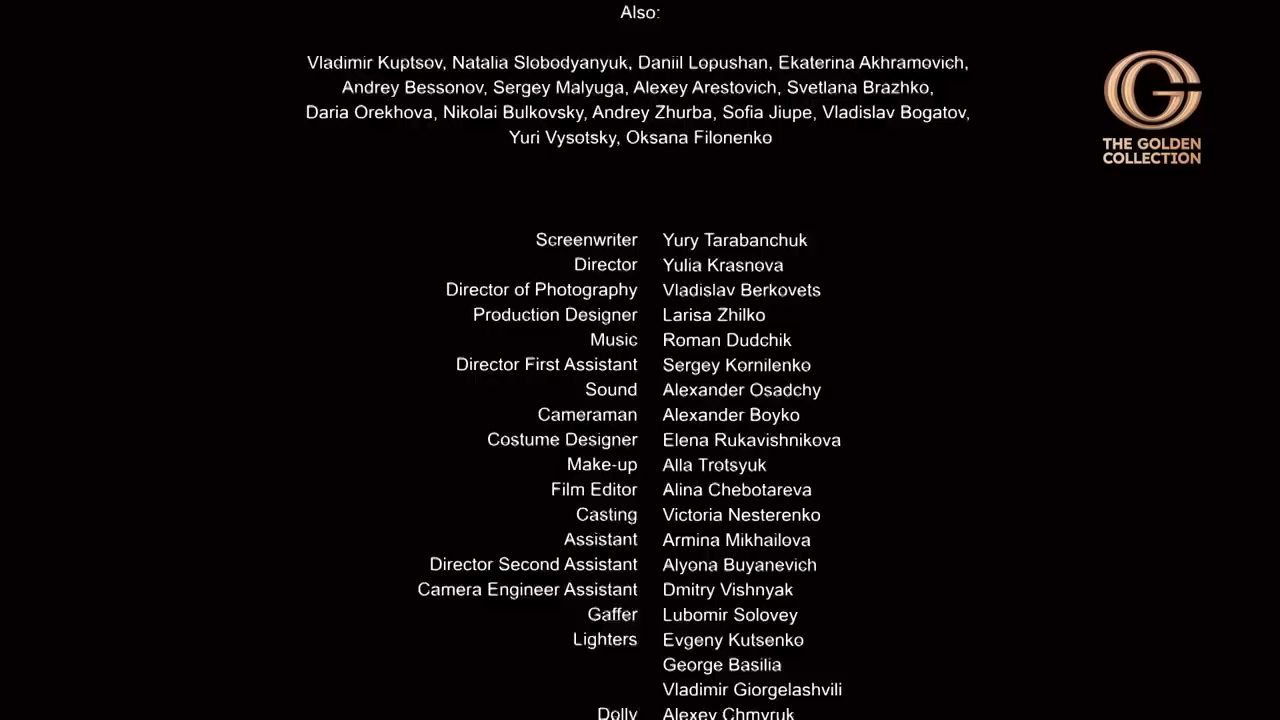 Also:
Vladimir Kuptsov, Natalia Slobodyanyuk, Daniil Lopushan, Ekaterina Akhramovich,
Andrey Bessonov, Sergey Malyuga, Alexey Arestovich, Svetlana Brazhko,
Daria Orekhova, Nikolai Bulkovsky, Andrey Zhurba, Sofia Jiupe, Vladislav Bogatov,
Yuri Vysotsky, Oksana Filonenko
THE GOLDEN
COLLECTION
Screenwriter Yury Tarabanchuk
Director Yulia Krasnova
Director of Photography Vladislav Berkovets
Production Designer Larisa Zhilko
Music Roman Dudchik
Director First Assistant Sergey Kornilenko
Sound Alexander Osadchy
Cameraman Alexander Boyko
Costume Designer Elena Rukavishnikova
Make-up Alla Trotsyuk
Film Editor Alina Chebotareva
Casting Victoria Nesterenko
Assistant Armina Mikhailova
Director Second Assistant Alyona Buyanevich
Camera Engineer Assistant Dmitry Vishnyak
Gaffer Lubomir Solovey
Lighters Evgeny Kutsenko
George Basilia
Vladimir Giorgelashvili
Dolly Alexey Chmyruk